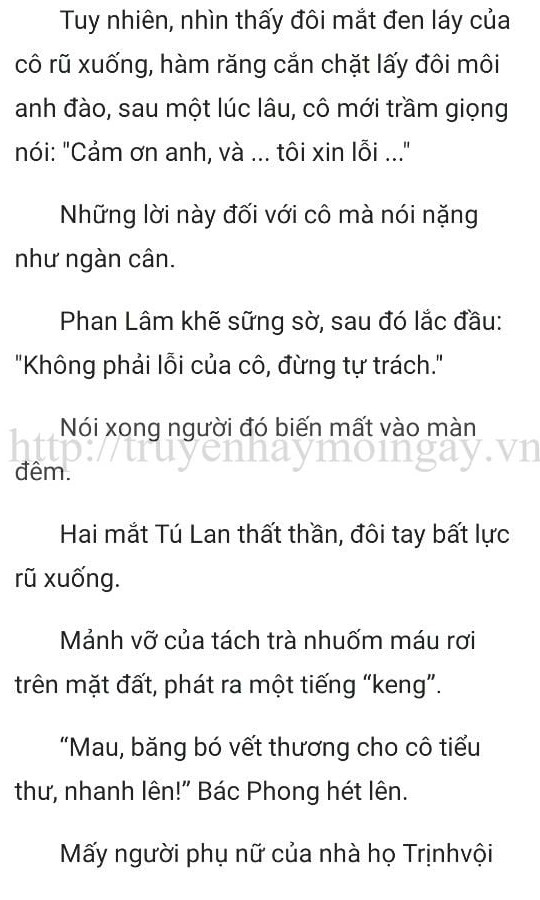 Tuy nhiên, nhìn thấy đôi mắt đen láy của
cô rũ xuống, hàm răng cắn chặt lấy đôi môi
anh đào, sau một lúc lâu, cô mới trầm giọng
nói: "Cảm ơn anh, và ... tôi xin lỗi ..."
Những lời này đối với cô mà nói nặng
như ngàn cân.
Phan Lâm khẽ sững sờ, sau đó lắc đầu:
"Không phải lỗi của cô, đừng tự trách."
Nói xong người đó biến mất vào màn
http://truyenhaymoingay.vn
đêm.
Hai mắt Tú Lan thất thần, đôi tay bất lực
rũ xuống.
Mảnh vỡ của tách trà nhuốm máu rơi
trên mặt đất, phát ra một tiếng “keng”.
“Mau, băng bó vết thương cho cô tiểu
thư, nhanh lên!” Bác Phong hét lên.
Mấy người phụ nữ của nhà họ Trịnhvội